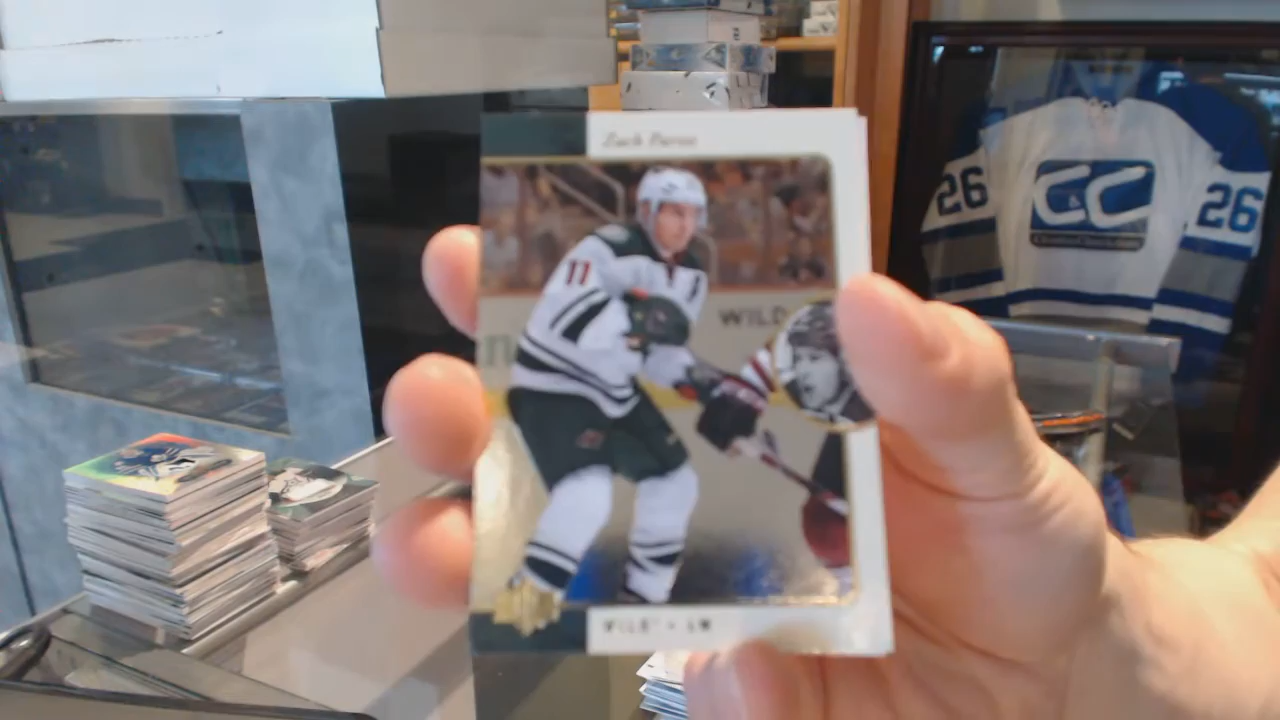 Zach Parise
26
CC
26
11
WILD
WILD • LW